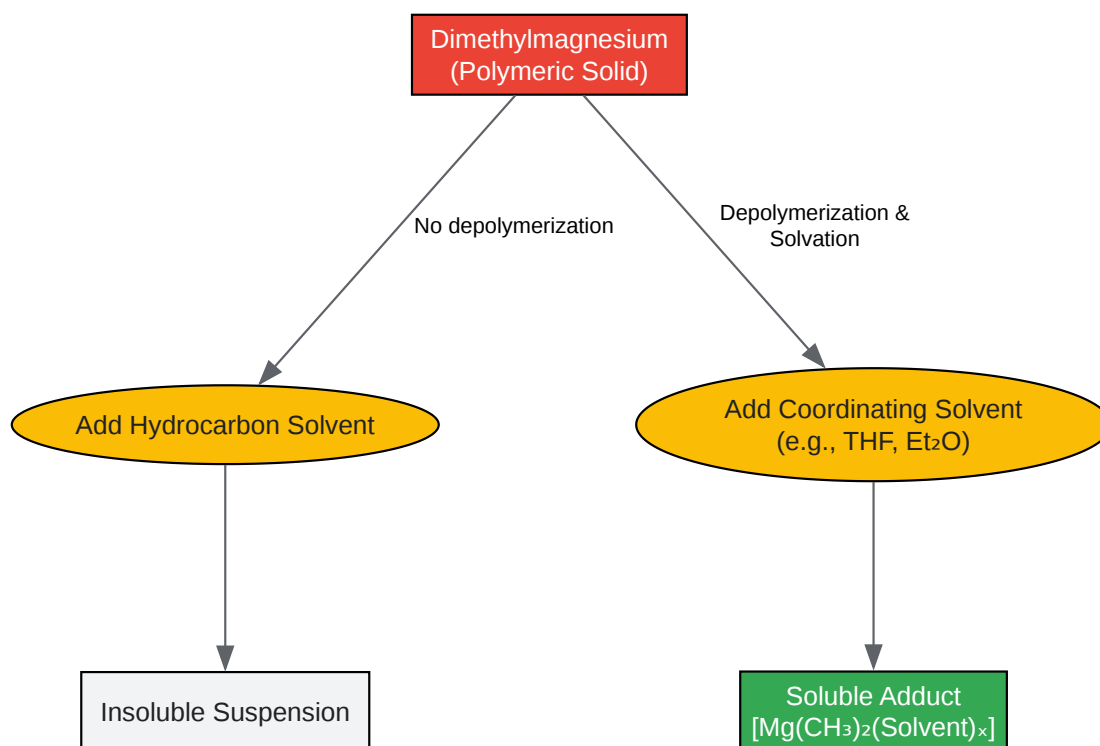 Dimethylmagnesium
(Polymeric Solid)
No depolymerization
Depolymerization &
Solvation
Add Hydrocarbon Solvent
Add Coordinating Solvent
(e.g., THF, Et₂O)
Insoluble Suspension
Soluble Adduct
[Mg(CH₃)₂(Solvent)ₓ]